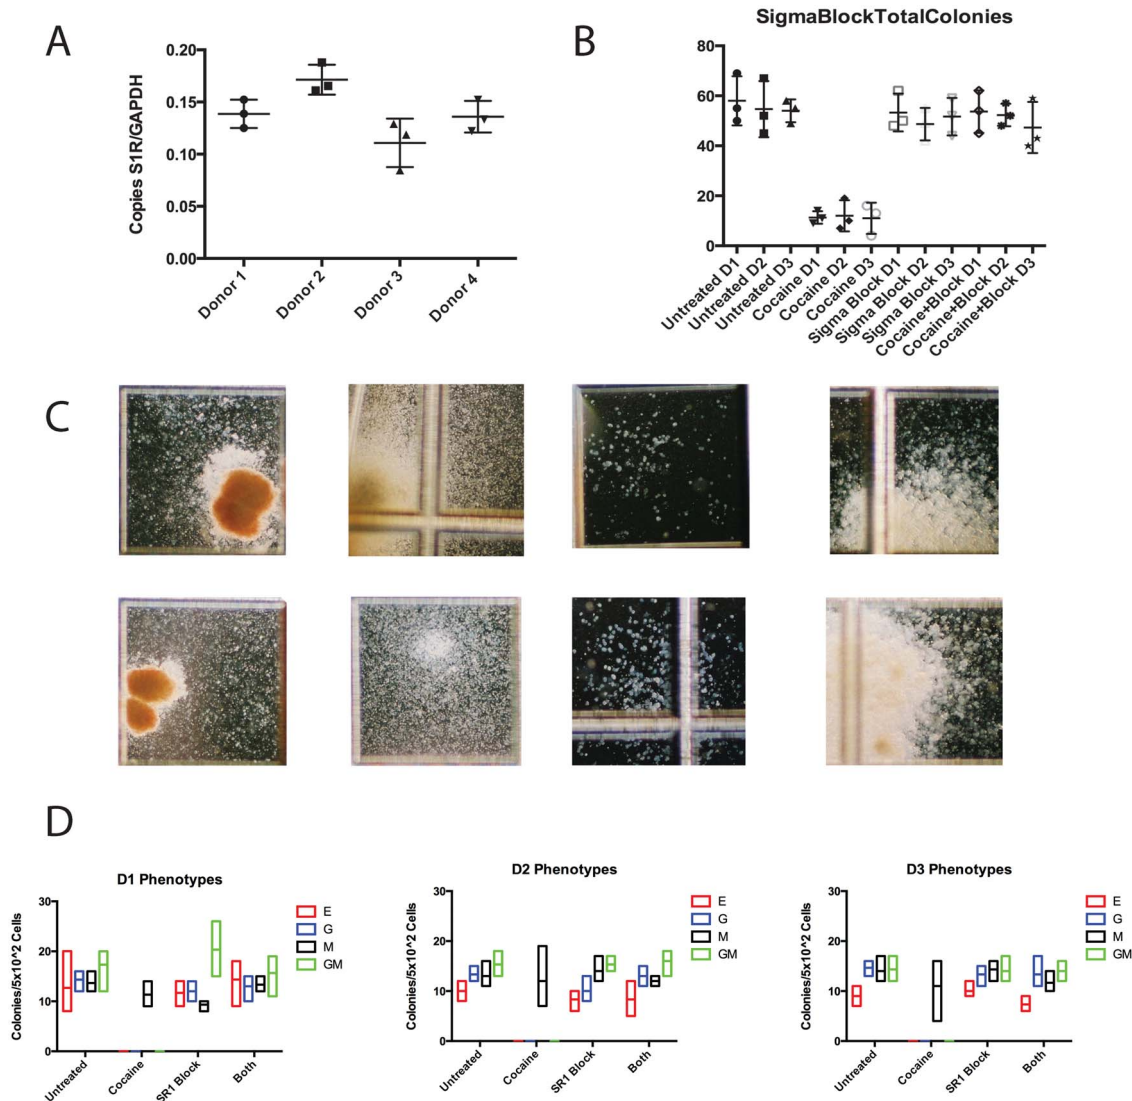 A
Copies S1R/GAPDH
0.20
0.15
0.10
0.05
0.00
Donor 1
Donor 2
Donor 3
Donor 4
B
SigmaBlockTotalColonies
80
60
40
20
0
Untreated D1
Untreated D2
Untreated D3
Cocaine D1
Cocaine D2
Cocaine D3
Sigma Block D1
Sigma Block D2
Sigma Block D3
Cocaine+Block D1
Cocaine+Block D2
Cocaine+Block D3
C
D
D1 Phenotypes
Colonies/5x10^2 Cells
30
20
10
0
Untreated
Cocaine
SR1 Block
Both
E
G
M
GM
D2 Phenotypes
Colonies/5x10^2 Cells
30
20
10
0
Untreated
Cocaine
SR1 Block
Both
E
G
M
GM
D3 Phenotypes
Colonies/5x10^2 Cells
30
20
10
0
Untreated
Cocaine
SR1 Block
Both
E
G
M
GM